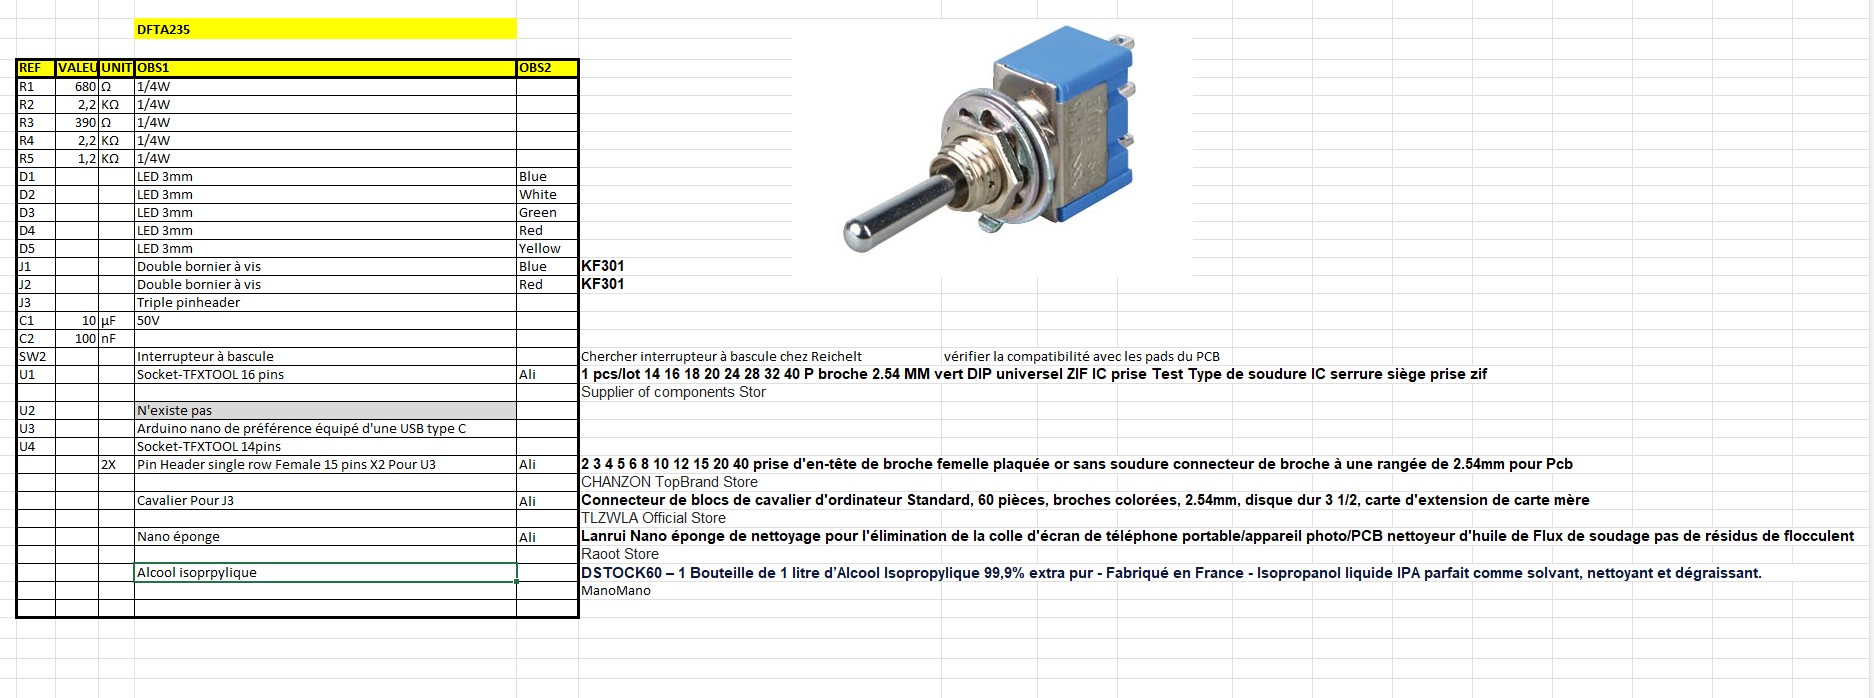 DFTA235
REF VALEU UNIT OBS1 OBS2
R1 680 Ω 1/4W
R2 2,2 KΩ 1/4W
R3 390 Ω 1/4W
R4 2,2 KΩ 1/4W
R5 1,2 KΩ 1/4W
D1 LED 3mm Blue
D2 LED 3mm White
D3 LED 3mm Green
D4 LED 3mm Red
D5 LED 3mm Yellow
J1 Double bornier à vis Blue KF301
J2 Double bornier à vis Red KF301
J3 Triple pinheader
C1 10 µF 50V
C2 100 nF
SW2 Interrupteur à bascule Chercher interrupteur à bascule chez Reichelt vérifier la compatibilité avec les pads du PCB
U1 Socket-TFXTOOL 16 pins Ali 1 pcs/lot 14 16 18 20 24 28 32 40 P broche 2.54 MM vert DIP universel ZIF IC prise Test Type de soudure IC serrure siège prise zif
Supplier of components Stor
U2 N'existe pas
U3 Arduino nano de préférence équipé d'une USB type C
U4 Socket-TFXTOOL 14pins
2X Pin Header single row Female 15 pins X2 Pour U3 Ali 2 3 4 5 6 8 10 12 15 20 40 prise d'en-tête de broche femelle plaquée or sans soudure connecteur de broche à une rangée de 2.54mm pour Pcb
CHANZON TopBrand Store
Cavalier Pour J3 Ali Connecteur de blocs de cavalier d'ordinateur Standard, 60 pièces, broches colorées, 2.54mm, disque dur 3 1/2, carte d'extension de carte mère
TLZWLA Official Store
Nano éponge Ali Lanrui Nano éponge de nettoyage pour l'élimination de la colle d'écran de téléphone portable/appareil photo/PCB nettoyeur d'huile de Flux de soudage pas de résidus de flocculent
Raoot Store
Alcool isoprpylique DSTOCK60 – 1 Bouteille de 1 litre d’Alcool Isopropylique 99,9% extra pur - Fabriqué en France - Isopropanol liquide IPA parfait comme solvant, nettoyant et dégraissant.
ManoMano